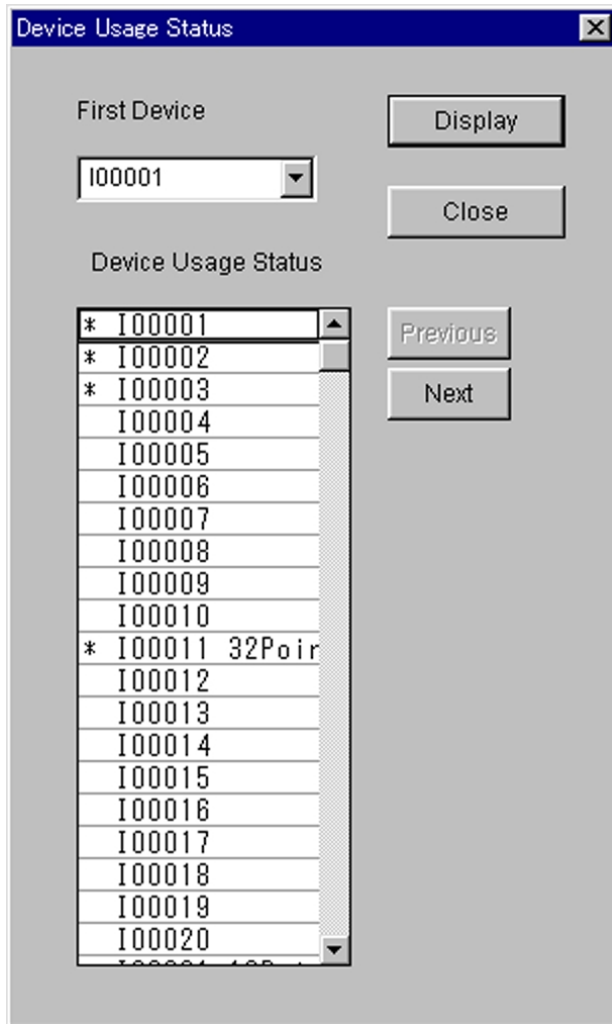 Device Usage Status
First Device
Display
I00001
Close
Device Usage Status
* I00001
* I00002
* I00003
I00004
I00005
I00006
I00007
I00008
I00009
I00010
* I00011 32Poir
I00012
I00013
I00014
I00015
I00016
I00017
I00018
I00019
I00020
Previous
Next